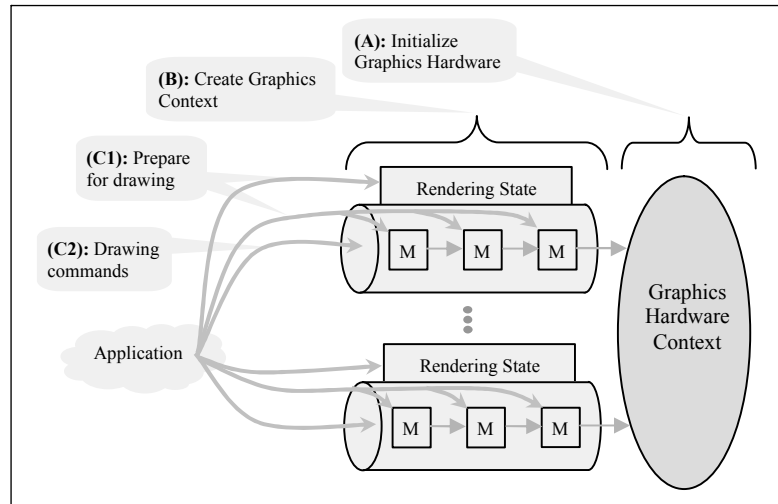 (A): Initialize
Graphics Hardware
(B): Create Graphics
Context
(C1): Prepare
for drawing
Rendering State
(C2): Drawing
commands
M M M
Graphics
Hardware
Context
Application
Rendering State
M M M